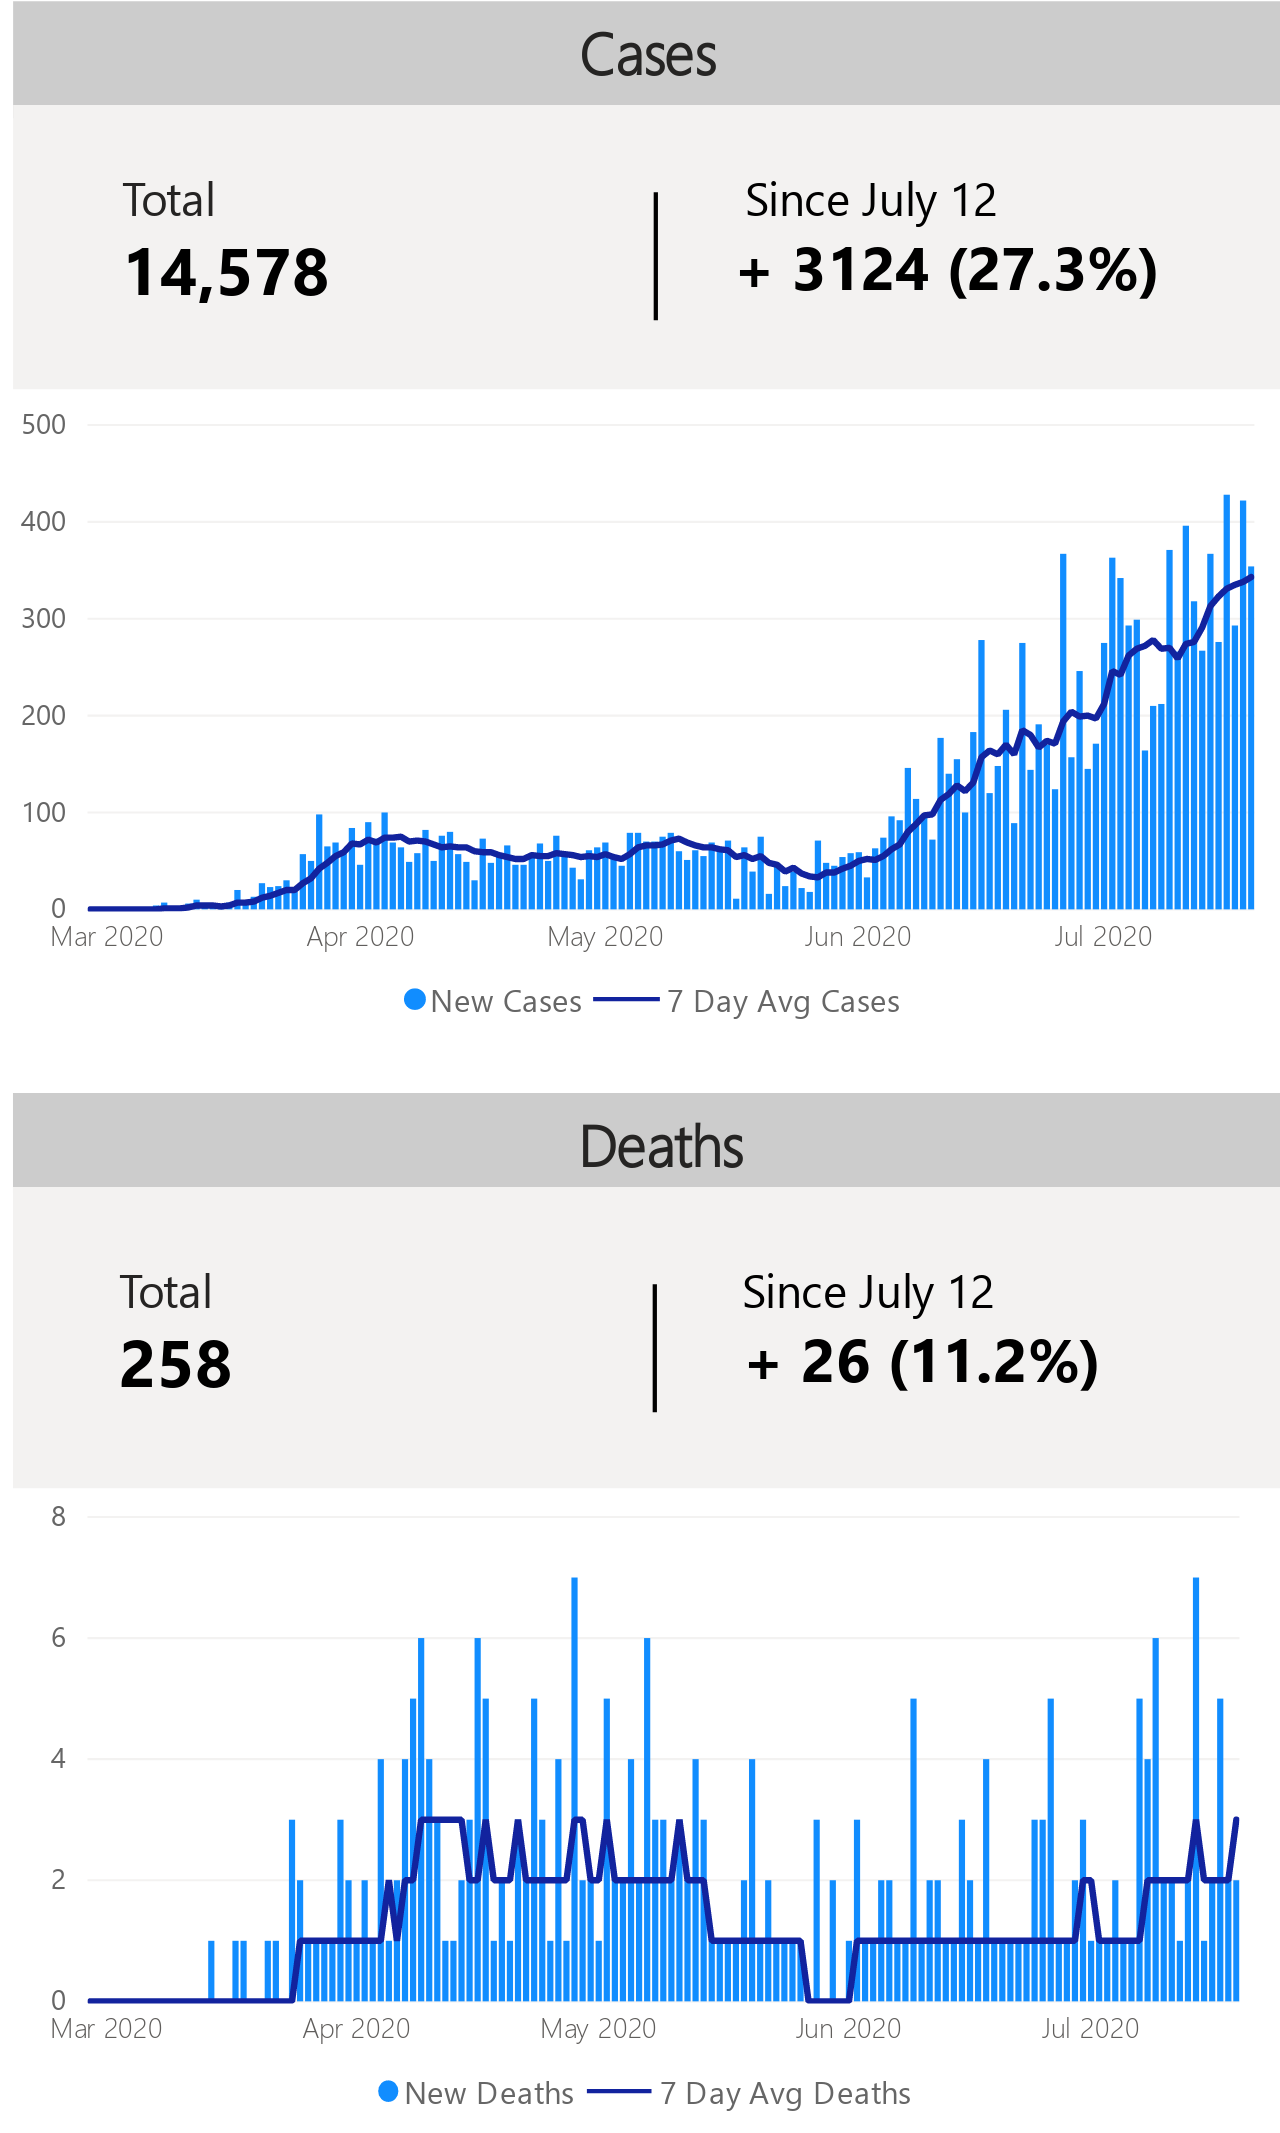 Cases
Total
Since July 12
14,578
+ 3124 (27.3%)
500
400
300
200
100
0
Mar 2020 Apr 2020 May 2020 Jun 2020 Jul 2020
New Cases 7 Day Avg Cases
Deaths
Total
Since July 12
258
+ 26 (11.2%)
8
6
4
2
0
Mar 2020 Apr 2020 May 2020 Jun 2020 Jul 2020
New Deaths 7 Day Avg Deaths